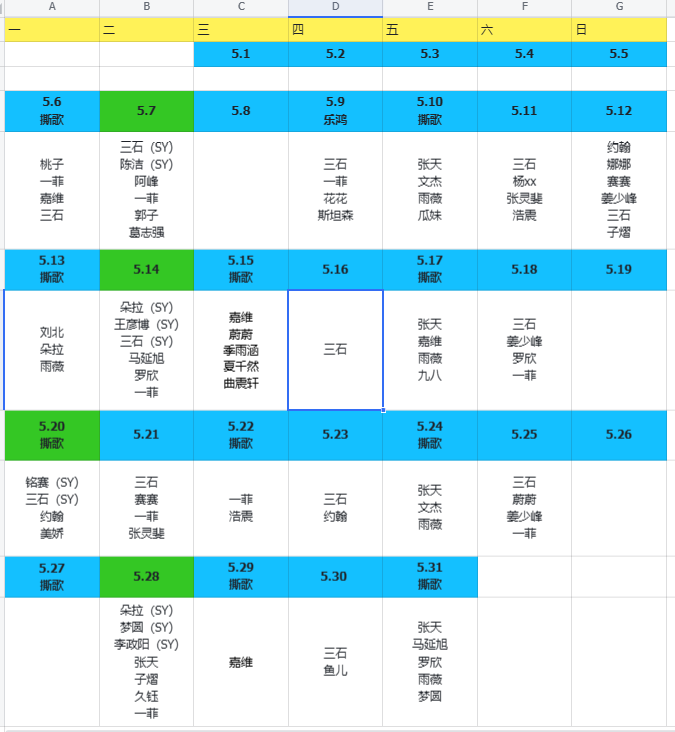 A B C D E F G
一 二 三 四 五 六 日
5.1 5.2 5.3 5.4 5.5
5.6 5.7 5.8 5.9 5.10 5.11 5.12
撕歌 乐鸿 撕歌
桃子
一菲
嘉维
三石
三石（SY）
陈洁（SY）
阿峰
一菲
郭子
墓志强
三石
一菲
花花
斯坦森
张天
文杰
雨薇
瓜妹
三石
杨xx
张灵斐
浩震
约翰
娜娜
赛赛
姜少峰
三石
子熠
5.13 5.14 5.15 5.16 5.17 5.18 5.19
撕歌 撕歌 撕歌
刘北
朵拉
雨薇
朵拉（SY）
王彦博（SY）
三石（SY）
马延旭
罗欣
一菲
嘉维
蔚蔚
季雨涵
夏千然
曲震轩
三石
张天
嘉维
雨薇
九八
三石
姜少峰
罗欣
一菲
5.20 5.21 5.22 5.23 5.24 5.25 5.26
撕歌 撕歌 撕歌
铭赛（SY）
三石（SY）
约翰
美娇
三石
赛赛
一菲
张灵斐
一菲
浩震
三石
约翰
张天
文杰
雨薇
三石
蔚蔚
姜少峰
一菲
5.27 5.28 5.29 5.30 5.31
撕歌 撕歌 撕歌
朵拉（SY）
梦圆（SY）
李政阳（SY）
张天
子熠
久钰
一菲
嘉维
三石
鱼儿
张天
马延旭
罗欣
雨薇
梦圆